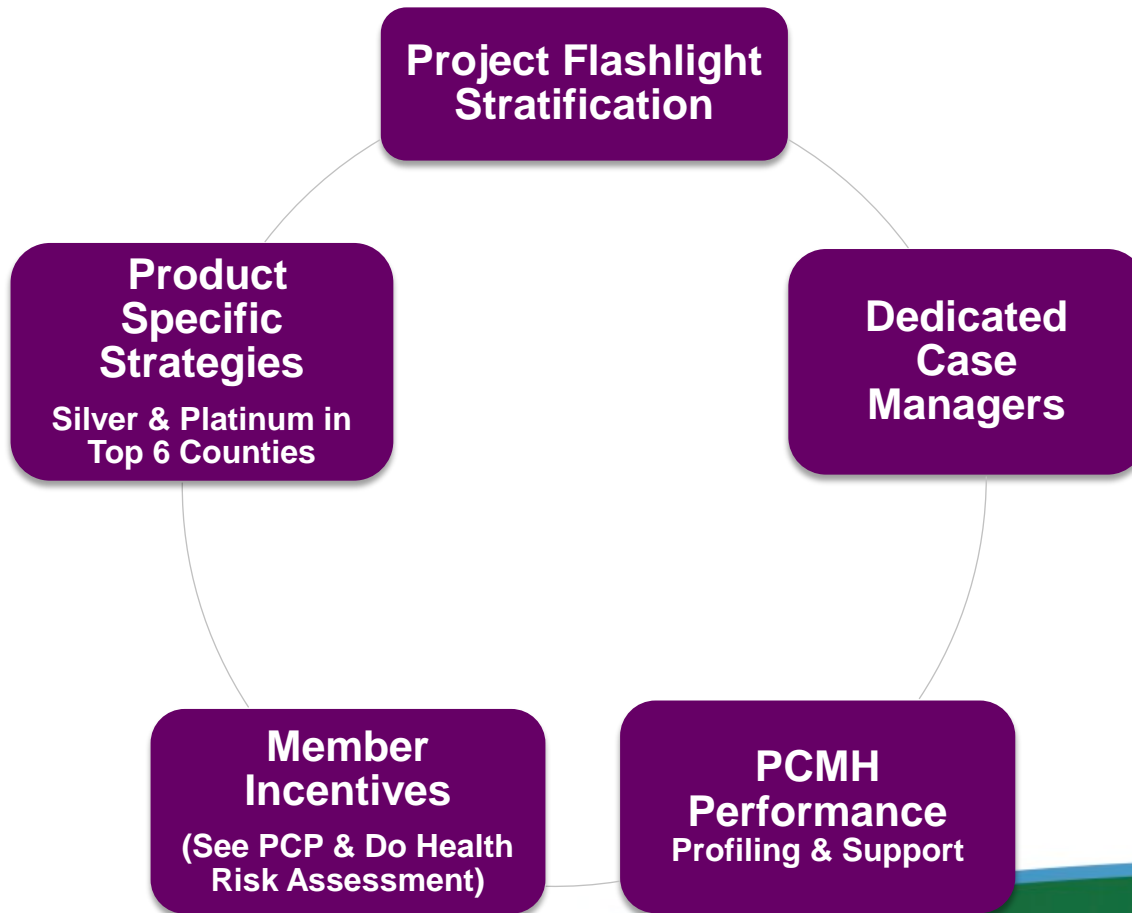 Project Flashlight
Stratification
Dedicated
Case
Managers
PCMH
Performance
Profiling & Support
Member
Incentives
(See PCP & Do Health
Risk Assessment)
Product
Specific
Strategies
Silver & Platinum in
Top 6 Counties